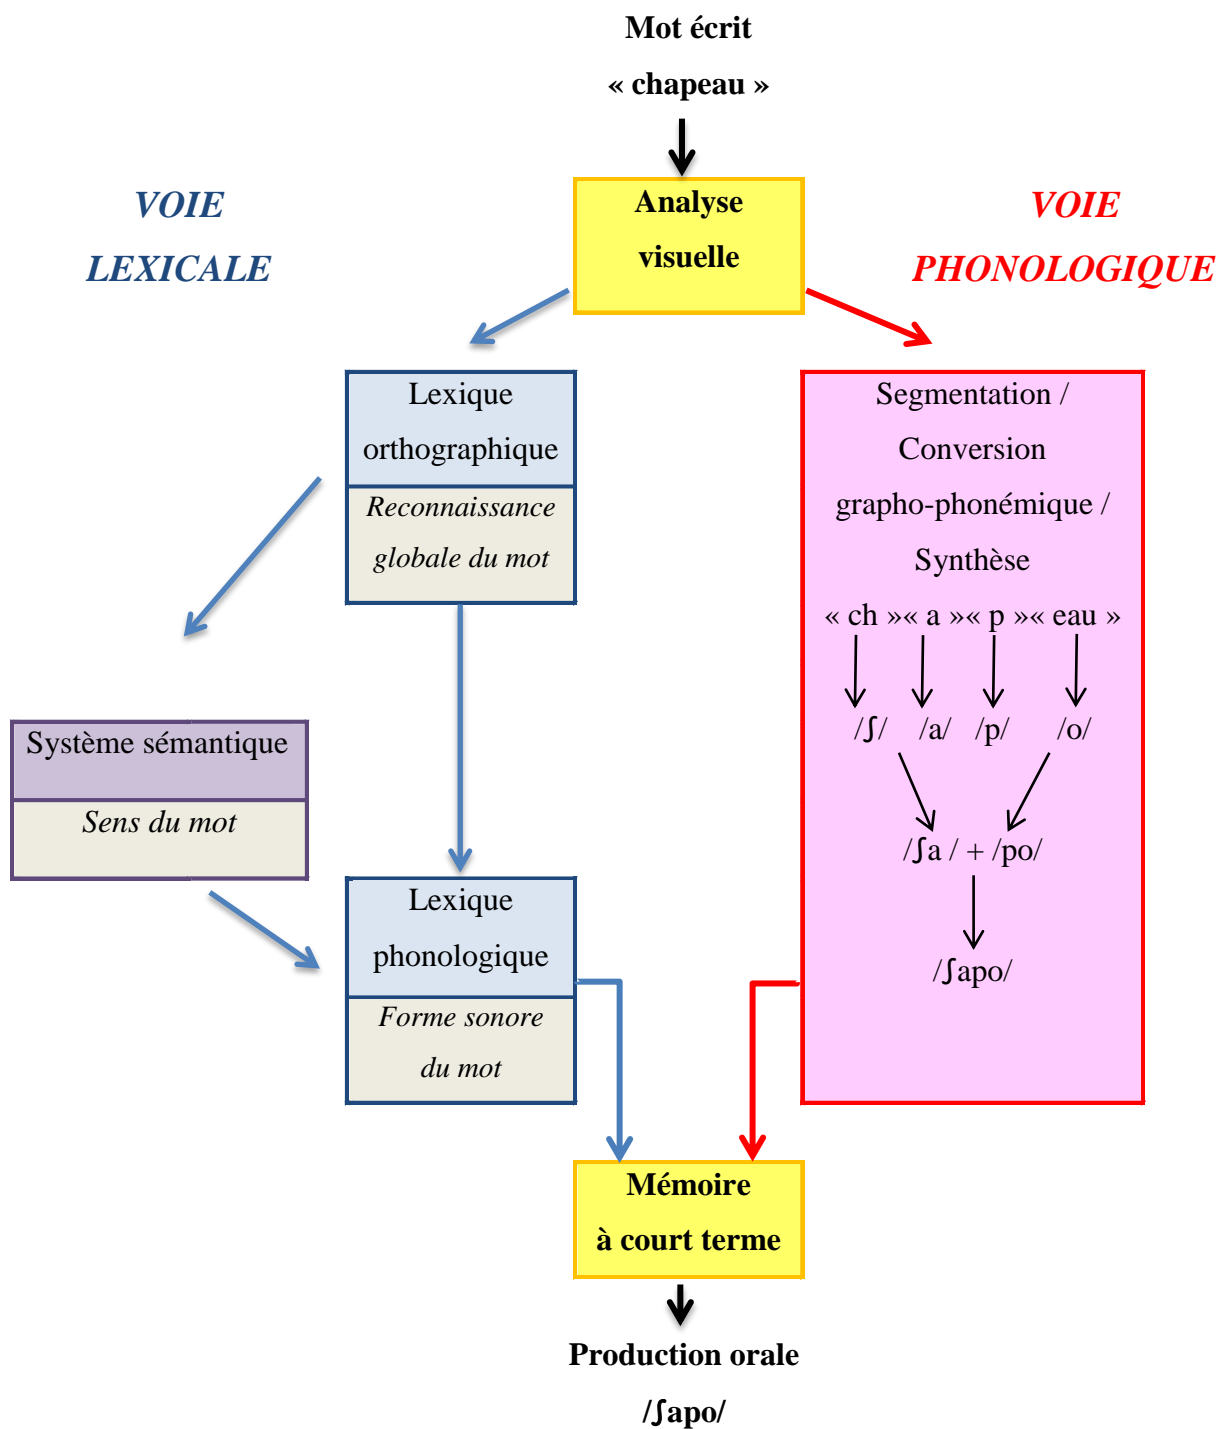 Mot écrit
« chapeau »
Analyse
visuelle
VOIE
LEXICALE
VOIE
PHONOLOGIQUE
Lexique
orthographique
Reconnaissance
globale du mot
Système sémantique
Sens du mot
Lexique
phonologique
Forme sonore
du mot
Segmentation /
Conversion
grapho-phonémique /
Synthèse
« ch »« a »« p »« eau »
/ʃ/ /a/ /p/ /o/
/ʃa / + /po/
/ʃapo/
Mémoire
à court terme
Production orale
/ʃapo/